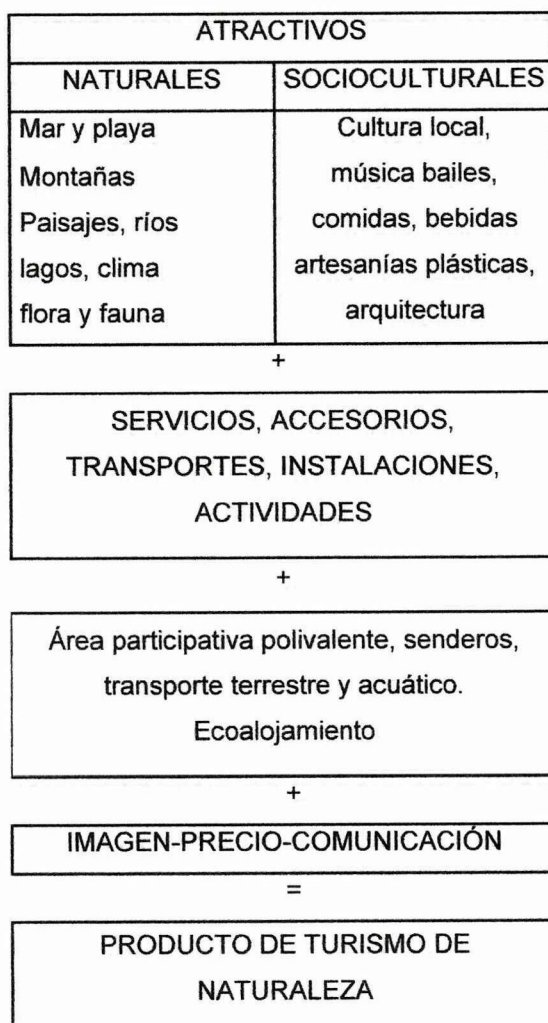 ATRACTIVOS
NATURALES
SOCIOCULTURALES
Mar y playa
Montañas
Paisajes, ríos
lagos, clima
flora y fauna
Cultura local,
música bailes,
comidas, bebidas
artesanías plásticas,
arquitectura
+
SERVICIOS, ACCESORIOS,
TRANSPORTES, INSTALACIONES,
ACTIVIDADES
+
Área participativa polivalente, senderos,
transporte terrestre y acuático.
Ecoalojamiento
+
IMAGEN-PRECIO-COMUNICACIÓN
=
PRODUCTO DE TURISMO DE
NATURALEZA